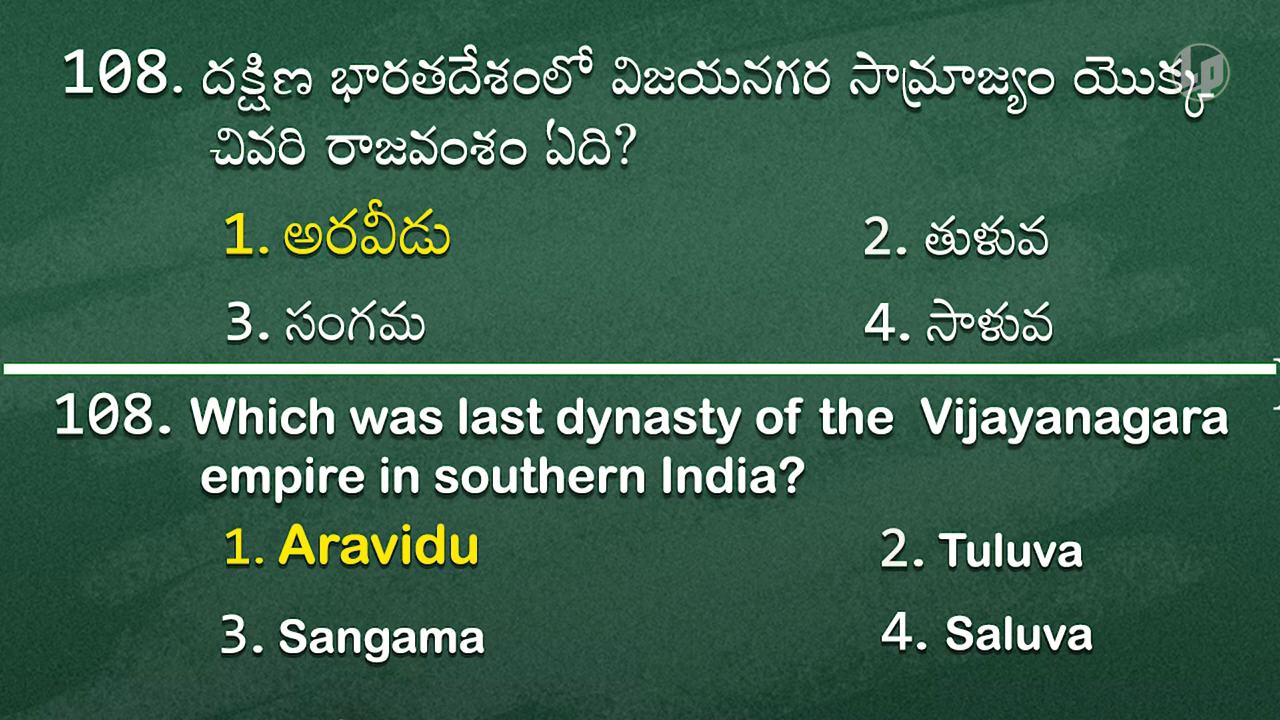 108. దక్షిణ భారతదేశంలో విజయనగర సామ్రాజ్యం యొక్క
చివరి రాజవంశం ఏది?
1. అరవీడు 2. తుళువ
3. సంగమ 4. సాళువ
108. Which was last dynasty of the Vijayanagara
empire in southern India?
1. Aravidu 2. Tuluva
3. Sangama 4. Saluva